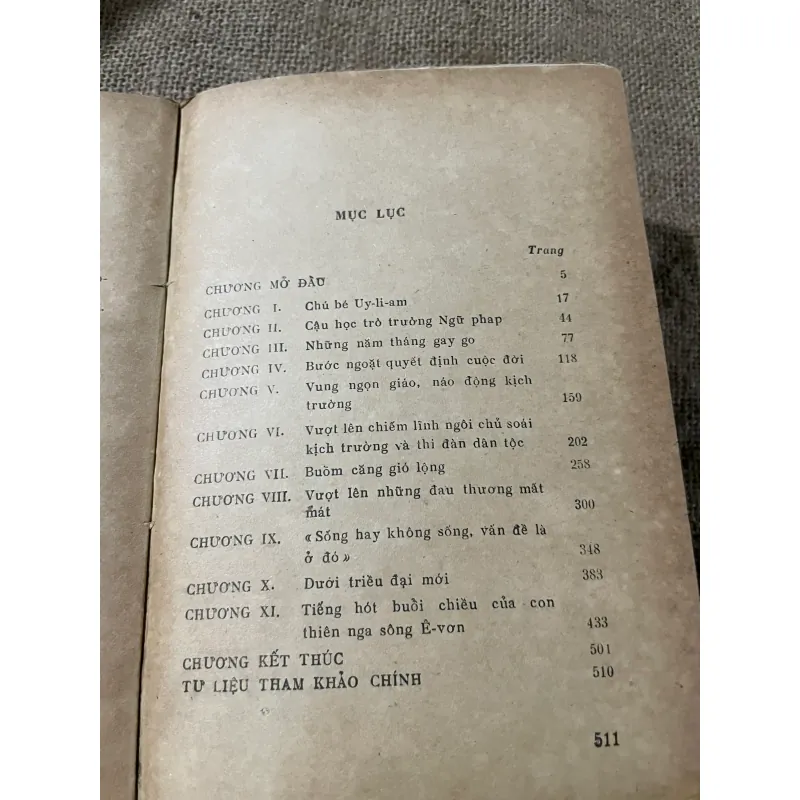 MỤC LỤC
Trang
CHƯƠNG MỞ ĐẦU 5
CHƯƠNG I. Chú bé Uy-li-am 17
CHƯƠNG II. Cậu học trò trường Ngữ pháp 44
CHƯƠNG III. Những năm tháng gay go 77
CHƯƠNG IV. Bước ngoặt quyết định cuộc đời 118
CHƯƠNG V. Vung ngọn giáo, náo động kịch
trường 159
CHƯƠNG VI. Vượt lên chiếm lĩnh ngôi chủ soái
kịch trường và thi đàn dân tộc 202
CHƯƠNG VII. Buồm căng gió lộng 258
CHƯƠNG VIII. Vượt lên những đau thương mất
mát 300
CHƯƠNG IX. «Sống hay không sống, vấn đề là
ở đó» 348
CHƯƠNG X. Dưới triều đại mới 383
CHƯƠNG XI. Tiếng hót buổi chiều của con
thiên nga sông Ê-vơn 433
CHƯƠNG KẾT THÚC 501
TƯ LIỆU THAM KHẢO CHÍNH 510
511